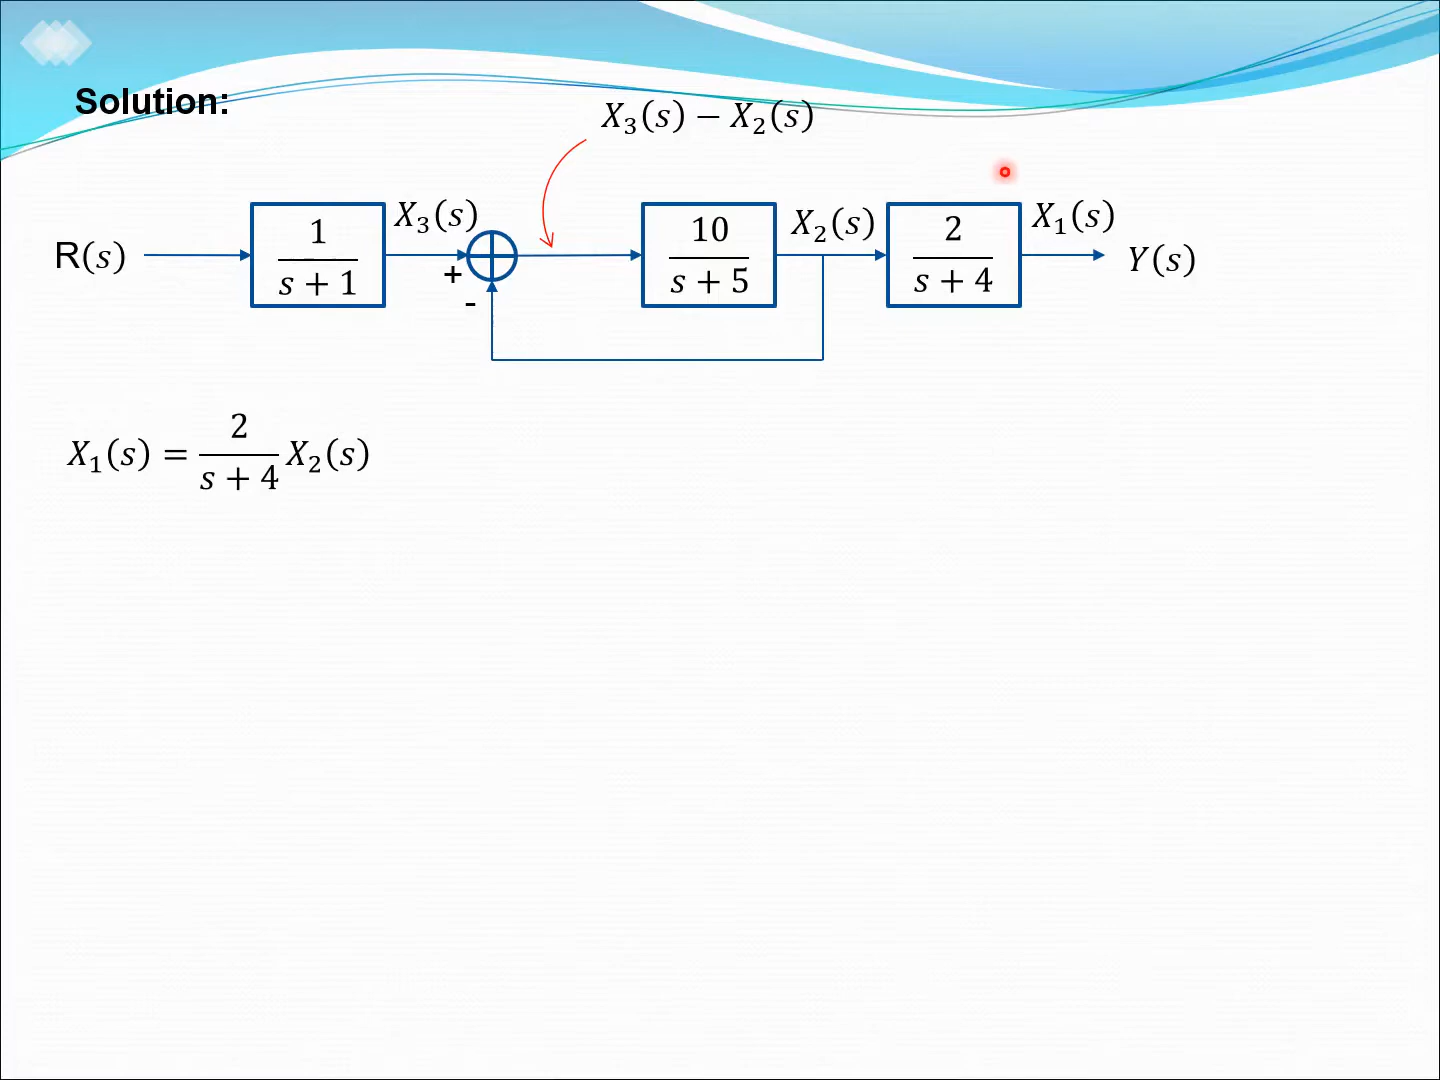 Solution:
X₃(s) − X₂(s)
R(s)
1/(s + 1)
X₃(s)
+
-
10/(s + 5)
X₂(s)
2/(s + 4)
X₁(s)
Y(s)
X₁(s) = 2/(s + 4) X₂(s)